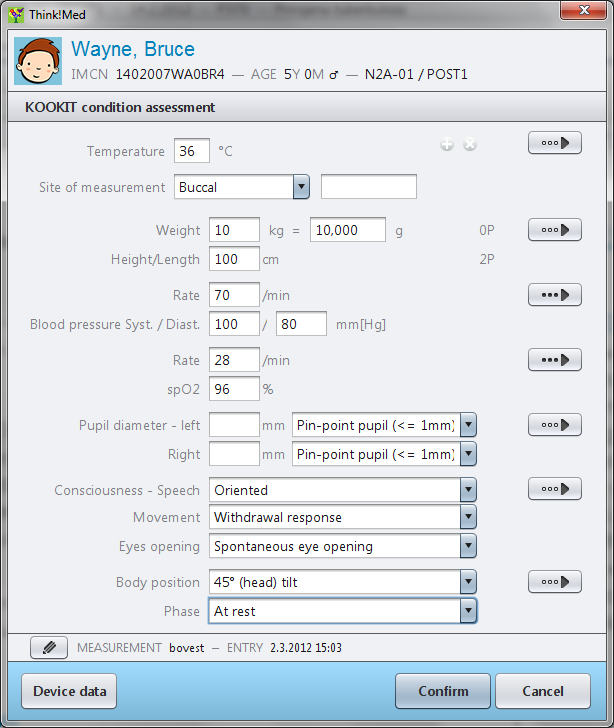 Think!Med
Wayne, Bruce
IMCN 1402007WA0BR4 — AGE 5Y 0M ♂ — N2A-01 / POST1
KOOKIT condition assessment
Temperature 36 °C
Site of measurement Buccal
Weight 10 kg = 10,000 g 0P
Height/Length 100 cm 2P
Rate 70 /min
Blood pressure Syst. / Diast. 100 / 80 mm[Hg]
Rate 28 /min
spO2 96 %
Pupil diameter - left mm Pin-point pupil (<= 1mm)
Right mm Pin-point pupil (<= 1mm)
Consciousness - Speech Oriented
Movement Withdrawal response
Eyes opening Spontaneous eye opening
Body position 45° (head) tilt
Phase At rest
MEASUREMENT bovest — ENTRY 2.3.2012 15:03
Device data Confirm Cancel